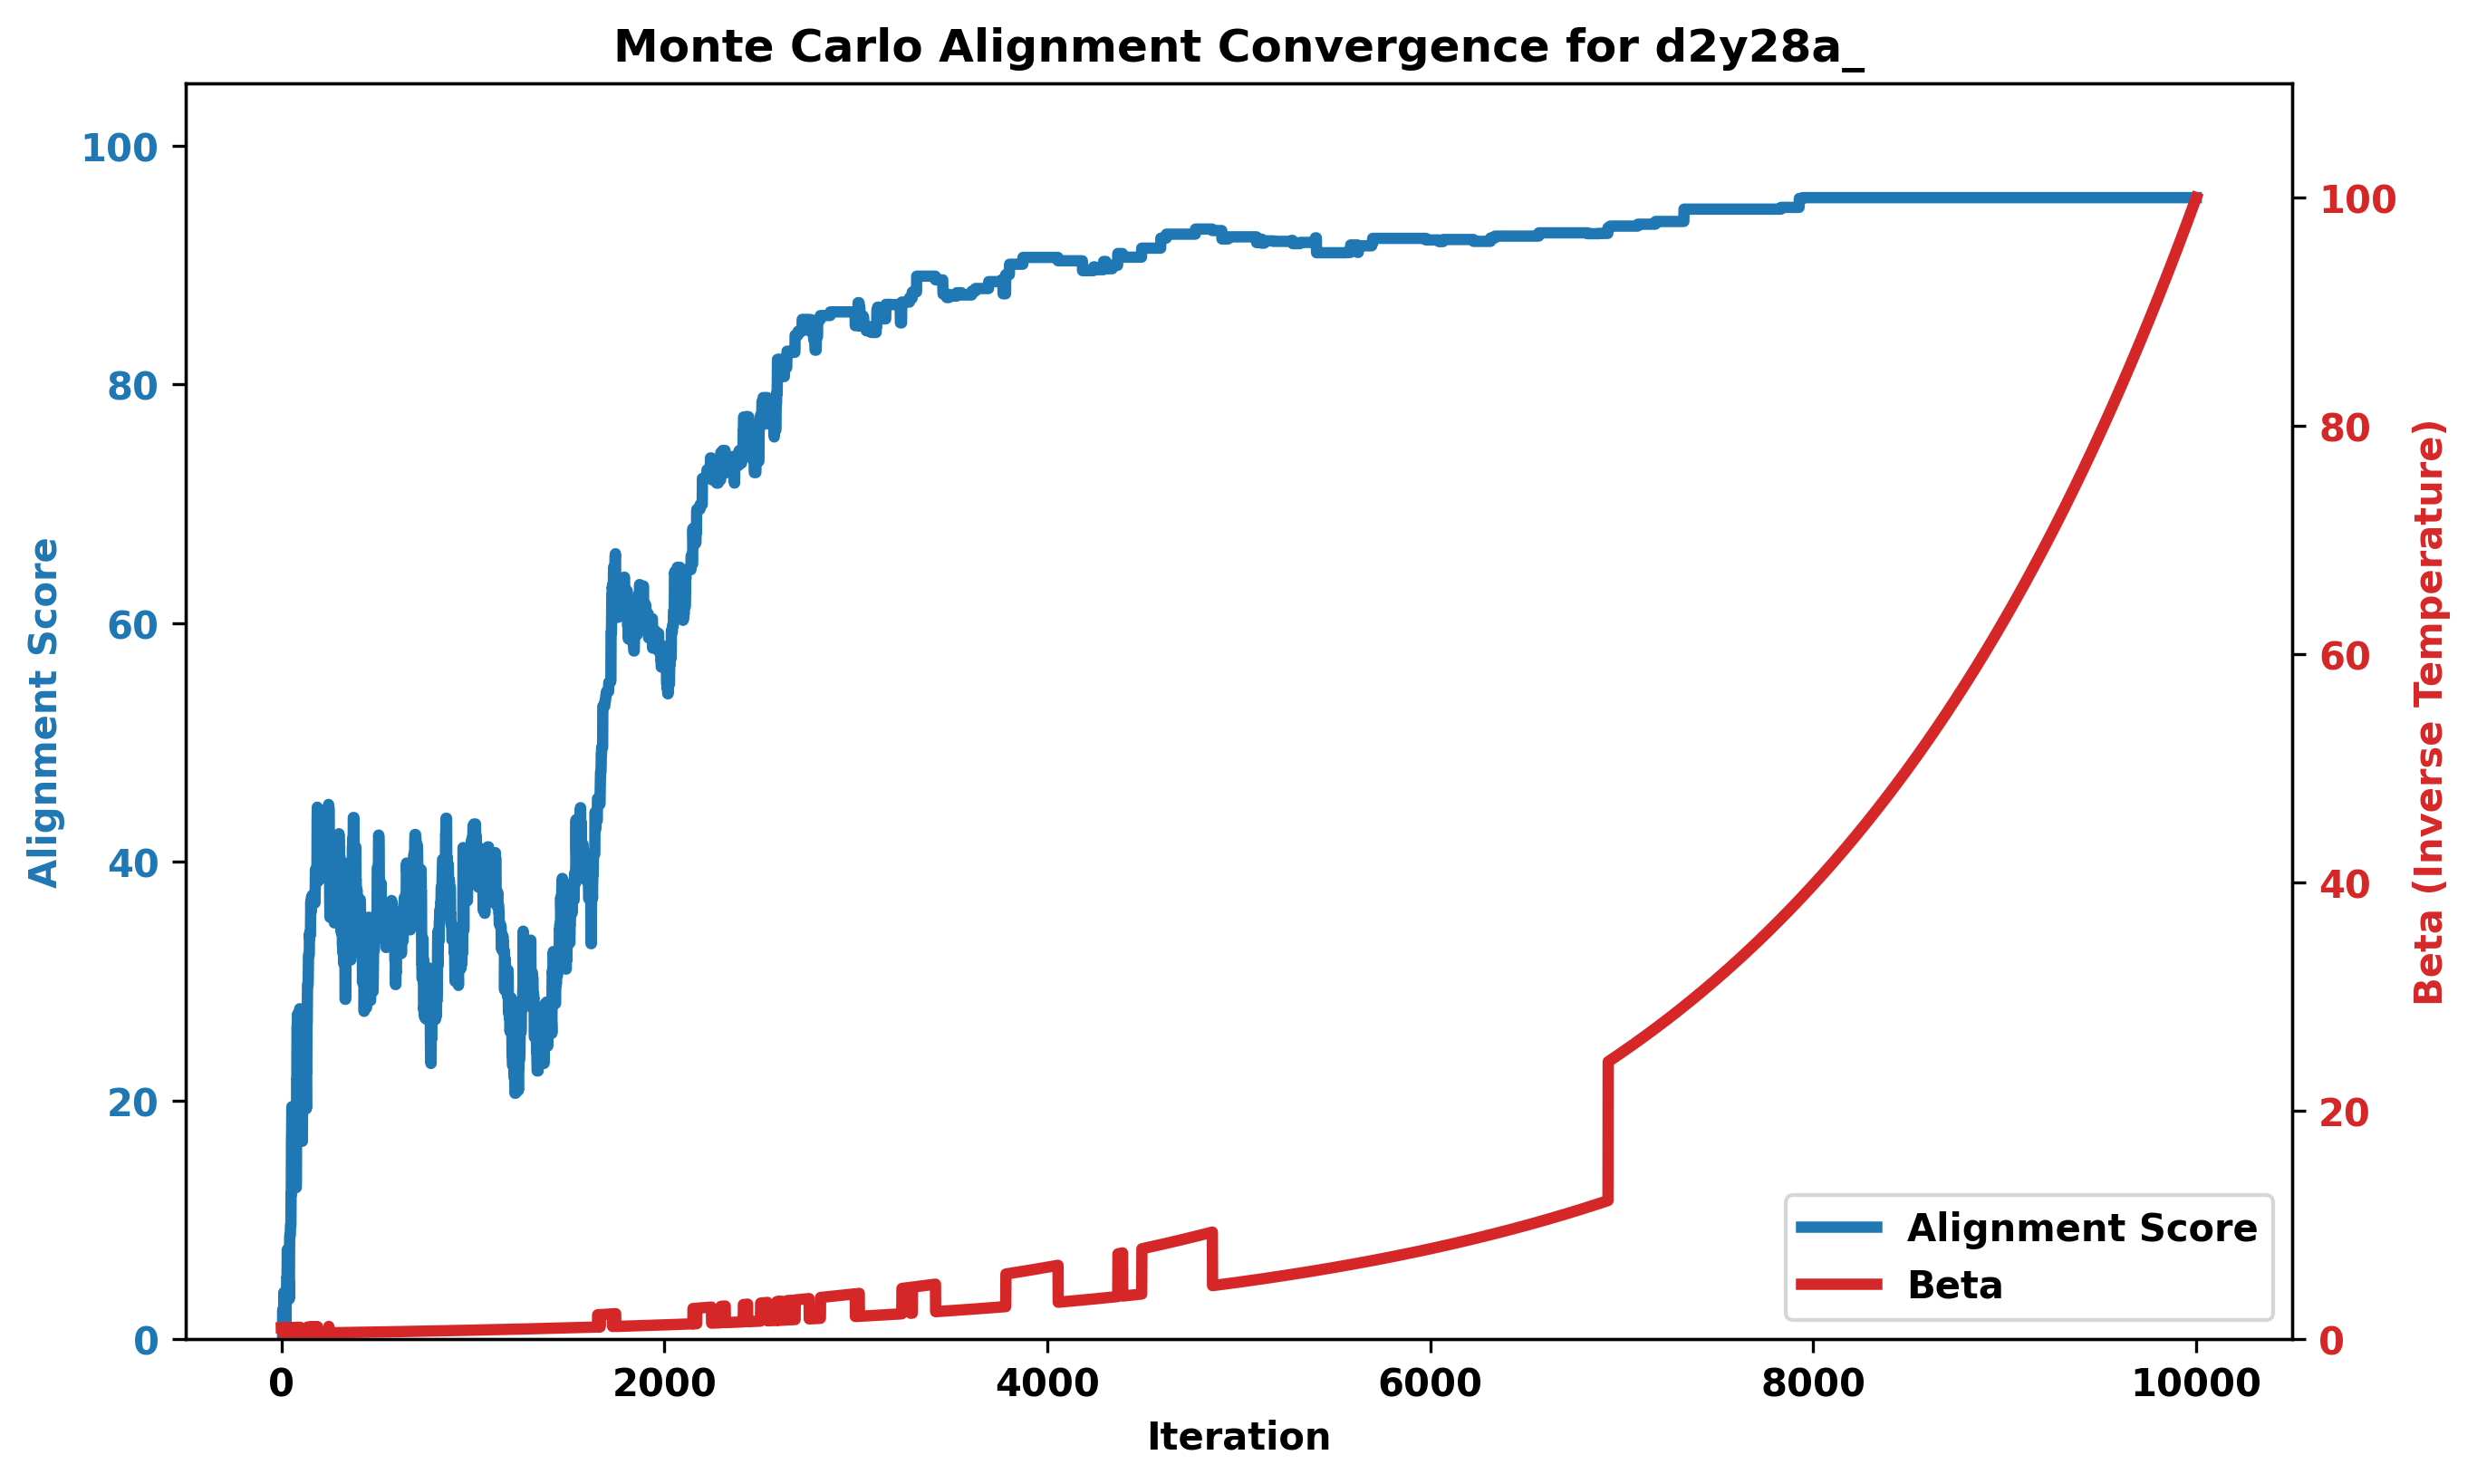 Monte Carlo Alignment Convergence for d2y28a_
100
80
60
40
20
0
Alignment Score
100
80
60
40
20
0
Beta (Inverse Temperature)
Alignment Score
Beta
0 2000 4000 6000 8000 10000
Iteration